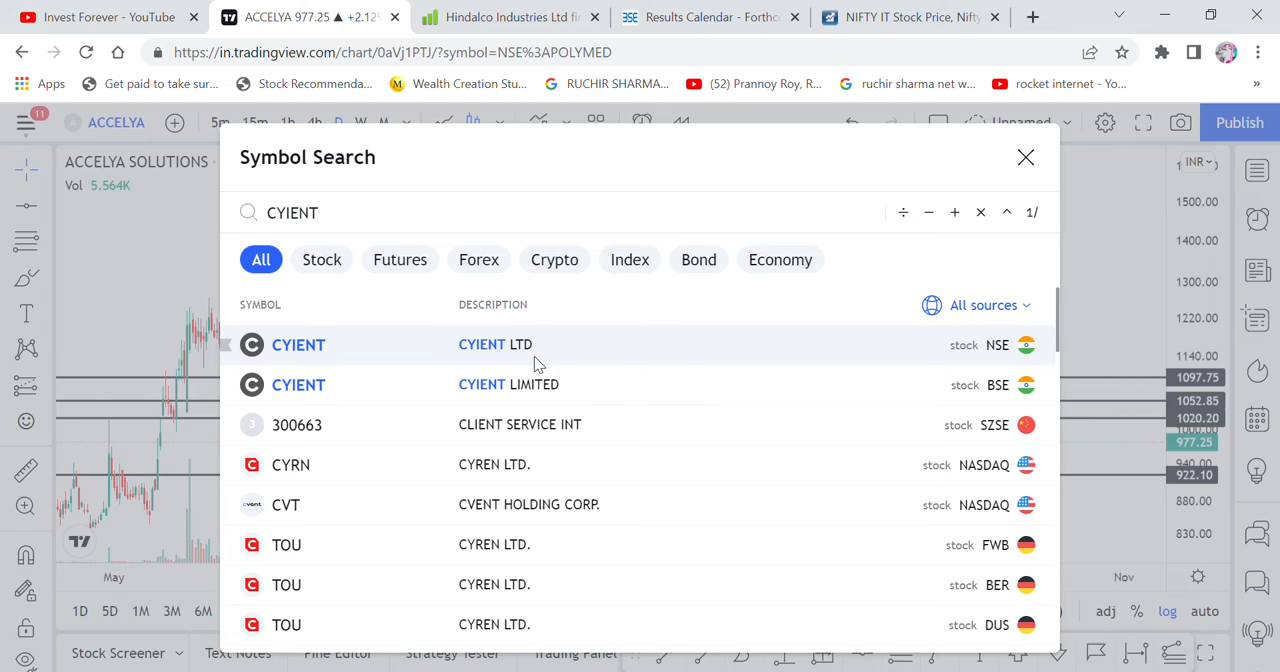 Invest Forever - YouTube
ACCELYA 977.25 ▲ +2.12%
Hindalco Industries Ltd fi
Results Calendar - Forthc
NIFTY IT Stock Price, Nifty
https://in.tradingview.com/chart/0aVj1PTJ/?symbol=NSE%3APOLYMED
Apps
Get paid to take sur...
Stock Recommenda...
Wealth Creation Stu...
RUCHIR SHARMA...
(52) Prannoy Roy, R...
ruchir sharma net w...
rocket internet - Yo...
»
11
ACCELYA
5m 15m 1h 4h D W M
Unnamed
Publish
ACCELYA SOLUTIONS
Vol 5.564K
INR
Symbol Search
CYIENT
÷ − + × ^ 1/
All Stock Futures Forex Crypto Index Bond Economy
SYMBOL DESCRIPTION All sources
CYIENT CYIENT LTD stock NSE
CYIENT CYIENT LIMITED stock BSE
300663 CLIENT SERVICE INT stock SZSE
CYRN CYREN LTD. stock NASDAQ
CVT CVENT HOLDING CORP. stock NASDAQ
TOU CYREN LTD. stock FWB
TOU CYREN LTD. stock BER
TOU CYREN LTD. stock DUS
1500.00
1400.00
1300.00
1220.00
1140.00
1097.75
1052.85
1020.20
977.25
940.00
922.10
880.00
830.00
May
Nov
1D 5D 1M 3M 6M
adj % log auto
Stock Screener
Text Notes
Pine Editor
Strategy Tester
Trading Panel